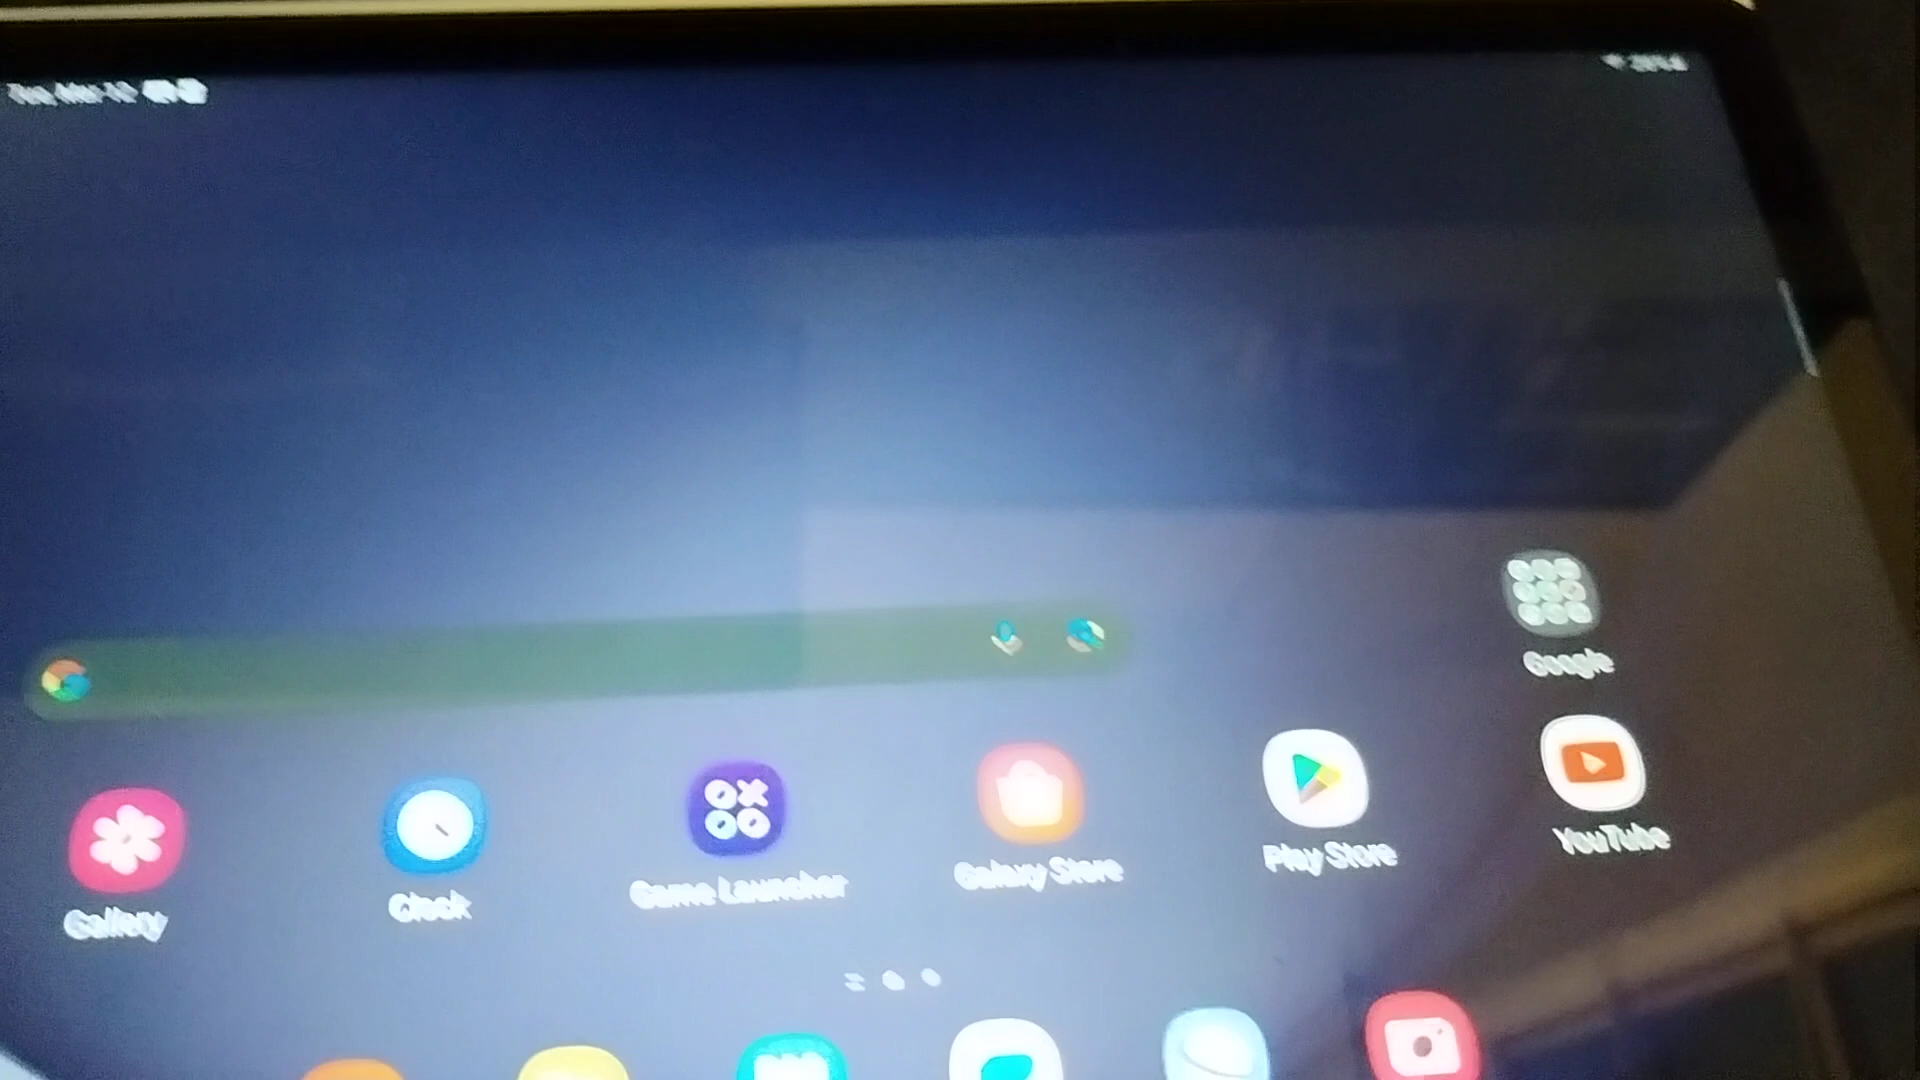 Google
Gallery
Clock
Game Launcher
Galaxy Store
Play Store
YouTube